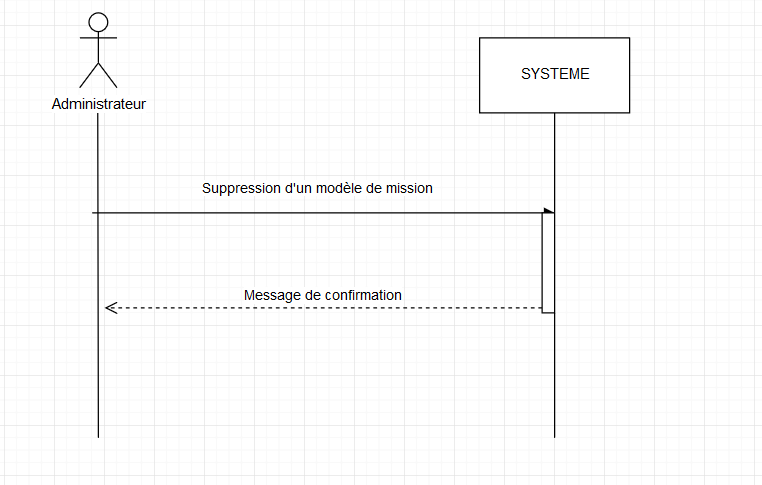 SYSTEME
Administrateur
Suppression d'un modèle de mission
Message de confirmation